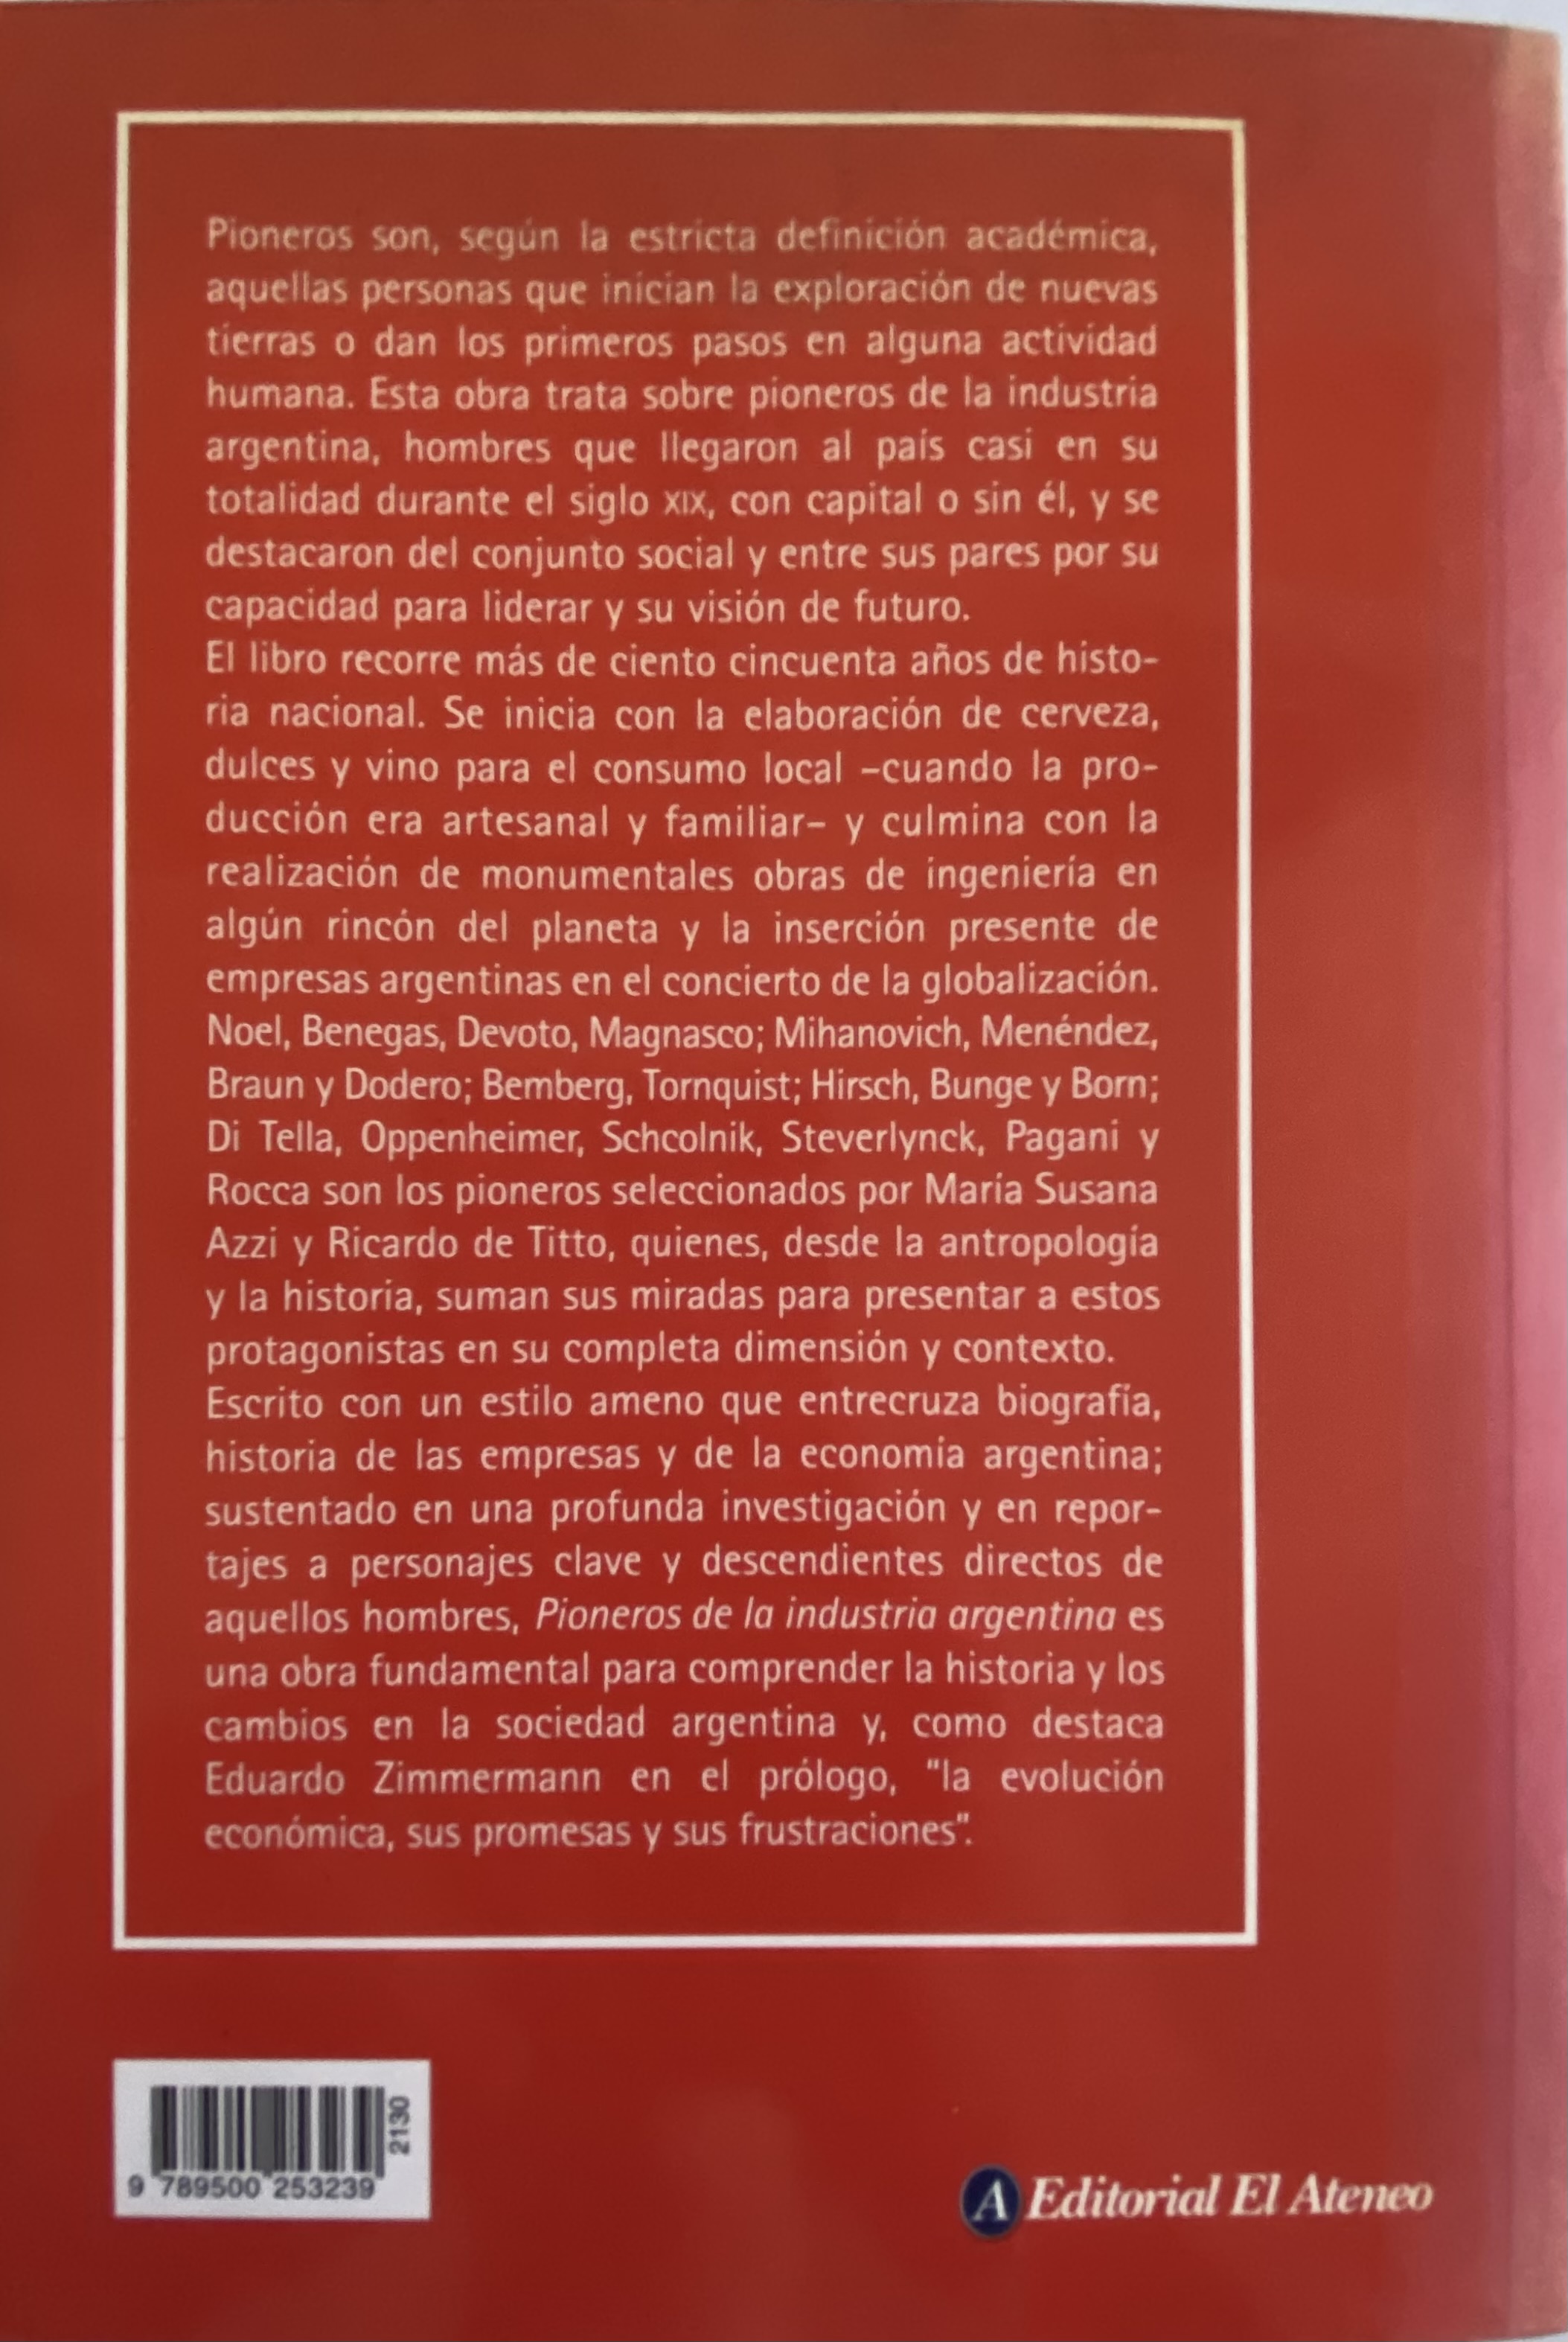 Pioneros son, según la estricta definición académica,
aquellas personas que inician la exploración de nuevas
tierras o dan los primeros pasos en alguna actividad
humana. Esta obra trata sobre pioneros de la industria
argentina, hombres que llegaron al país casi en su
totalidad durante el siglo XIX, con capital o sin él, y se
destacaron del conjunto social y entre sus pares por su
capacidad para liderar y su visión de futuro.
El libro recorre más de ciento cincuenta años de histo-
ria nacional. Se inicia con la elaboración de cerveza,
dulces y vino para el consumo local –cuando la pro-
ducción era artesanal y familiar– y culmina con la
realización de monumentales obras de ingeniería en
algún rincón del planeta y la inserción presente de
empresas argentinas en el concierto de la globalización.
Noel, Benegas, Devoto, Magnasco; Mihanovich, Menéndez,
Braun y Dodero; Bemberg, Tornquist; Hirsch, Bunge y Born;
Di Tella, Oppenheimer, Schcolnik, Steverlynck, Pagani y
Rocca son los pioneros seleccionados por María Susana
Azzi y Ricardo de Titto, quienes, desde la antropología
y la historia, suman sus miradas para presentar a estos
protagonistas en su completa dimensión y contexto.
Escrito con un estilo ameno que entrecruza biografía,
historia de las empresas y de la economía argentina;
sustentado en una profunda investigación y en repor-
tajes a personajes clave y descendientes directos de
aquellos hombres, Pioneros de la industria argentina es
una obra fundamental para comprender la historia y los
cambios en la sociedad argentina y, como destaca
Eduardo Zimmermann en el prólogo, "la evolución
económica, sus promesas y sus frustraciones".
2130
9 789500 253239
A Editorial El Ateneo